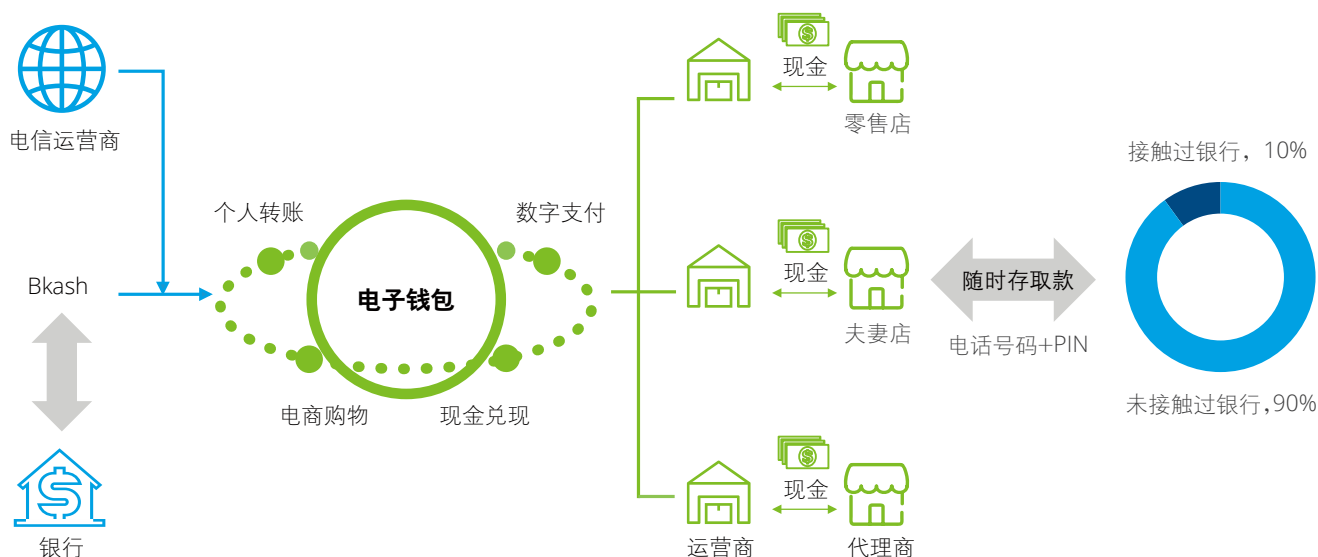 电信运营商
Bkash
银行
个人转账
数字支付
电子钱包
电商购物
现金兑现
现金
零售店
现金
夫妻店
现金
运营商
代理商
随时存取款
电话号码+PIN
接触过银行，10%
未接触过银行,90%